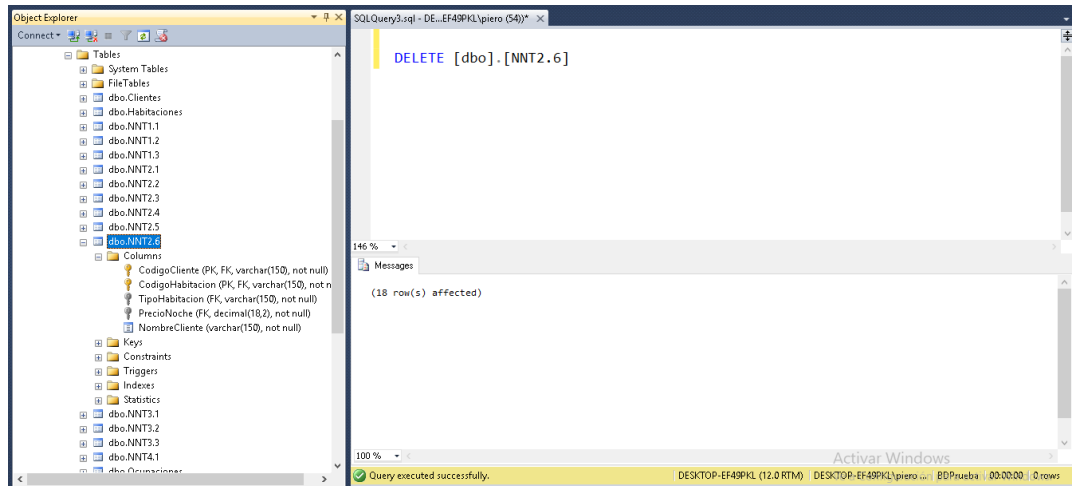 Object Explorer
Connect
Tables
System Tables
FileTables
dbo.Clientes
dbo.Habitaciones
dbo.NNT1.1
dbo.NNT1.2
dbo.NNT1.3
dbo.NNT2.1
dbo.NNT2.2
dbo.NNT2.3
dbo.NNT2.4
dbo.NNT2.5
dbo.NNT2.6
Columns
CodigoCliente (PK, FK, varchar(150), not null)
CodigoHabitacion (PK, FK, varchar(150), not n
TipoHabitacion (FK, varchar(150), not null)
PrecioNoche (FK, decimal(18,2), not null)
NombreCliente (varchar(150), not null)
Keys
Constraints
Triggers
Indexes
Statistics
dbo.NNT3.1
dbo.NNT3.2
dbo.NNT3.3
dbo.NNT4.1
dbo.Ocupaciones
SQLQuery3.sql - DE...EF49PKL\piero (54))*
DELETE [dbo].[NNT2.6]
146 %
Messages
(18 row(s) affected)
100 %
Activar Windows
Query executed successfully.
DESKTOP-EF49PKL (12.0 RTM)
DESKTOP-EF49PKL\piero ...
BDPrueba
00:00:00
0 rows